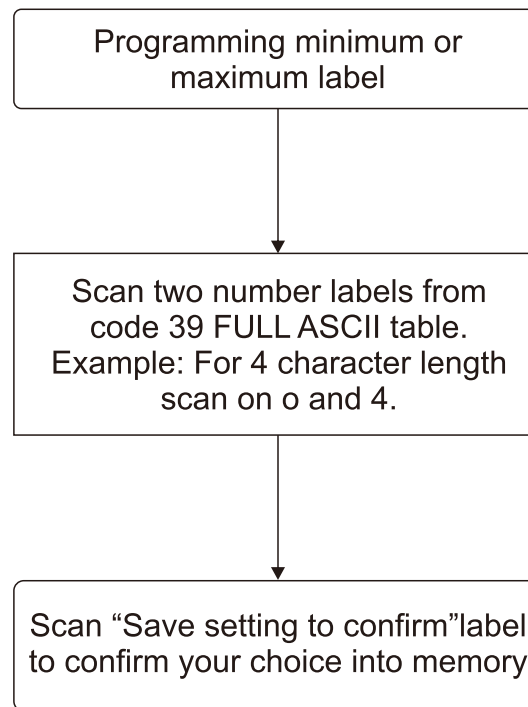 Programming minimum or
maximum label
Scan two number labels from
code 39 FULL ASCII table.
Example: For 4 character length
scan on o and 4.
Scan “Save setting to confirm”label
to confirm your choice into memory